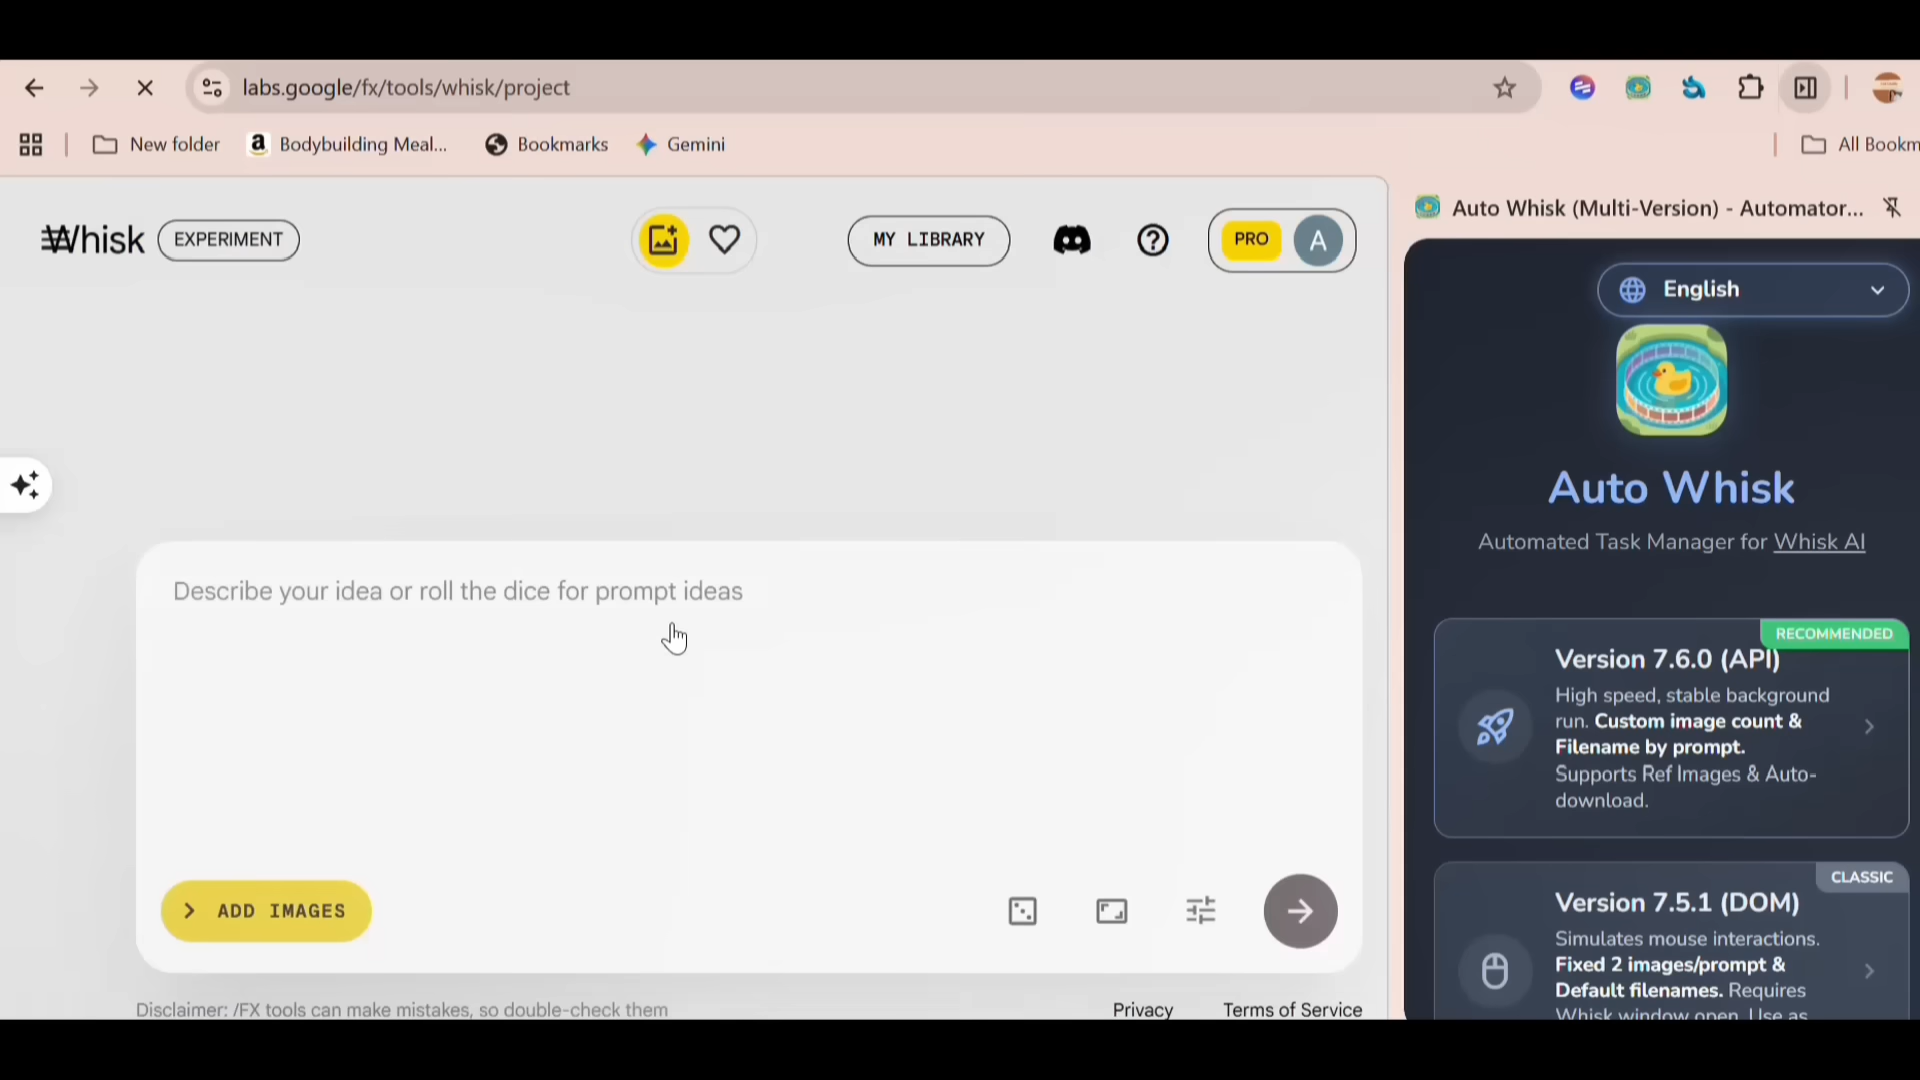 labs.google/fx/tools/whisk/project
New folder
a Bodybuilding Meal...
Bookmarks
Gemini
All Bookm
Whisk EXPERIMENT
MY LIBRARY
PRO A
Describe your idea or roll the dice for prompt ideas
ADD IMAGES
Disclaimer: /FX tools can make mistakes, so double-check them
Privacy
Terms of Service
Auto Whisk (Multi-Version) - Automator...
English
Auto Whisk
Automated Task Manager for Whisk AI
RECOMMENDED
Version 7.6.0 (API)
High speed, stable background
run. Custom image count &
Filename by prompt.
Supports Ref Images & Auto-
download.
CLASSIC
Version 7.5.1 (DOM)
Simulates mouse interactions.
Fixed 2 images/prompt &
Default filenames. Requires
Whisk window open. Use as